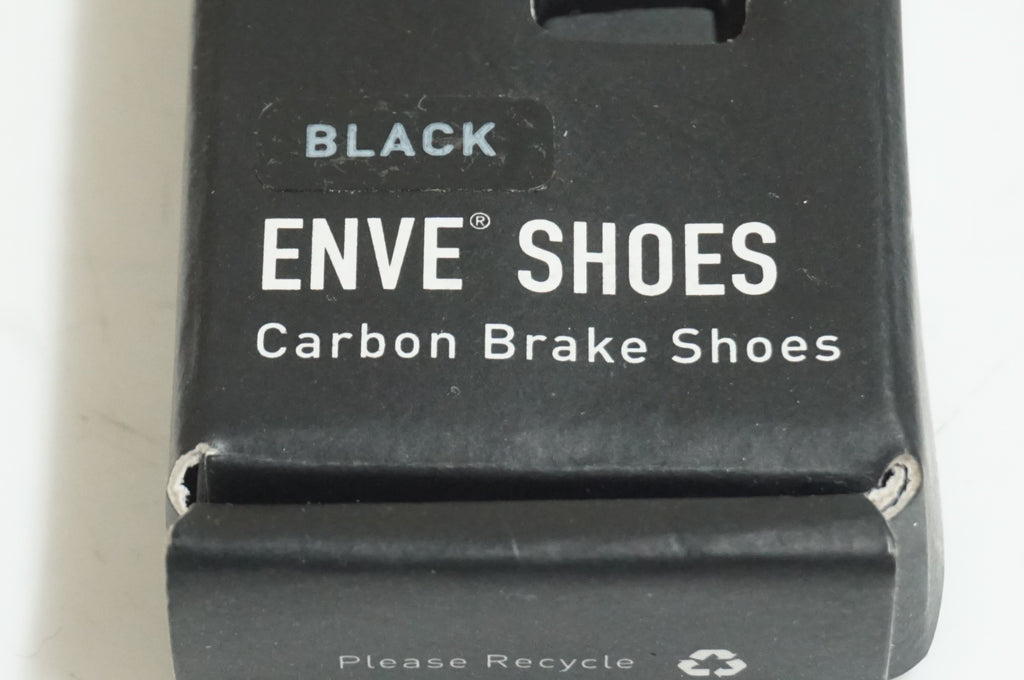 BLACK
ENVE® SHOES
Carbon Brake Shoes
Please Recycle